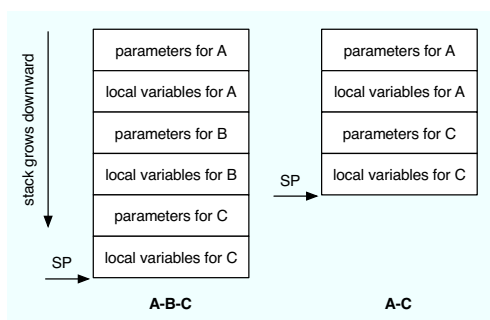 stack grows downward
parameters for A
local variables for A
parameters for B
local variables for B
parameters for C
local variables for C
SP
A-B-C
parameters for A
local variables for A
parameters for C
local variables for C
SP
A-C